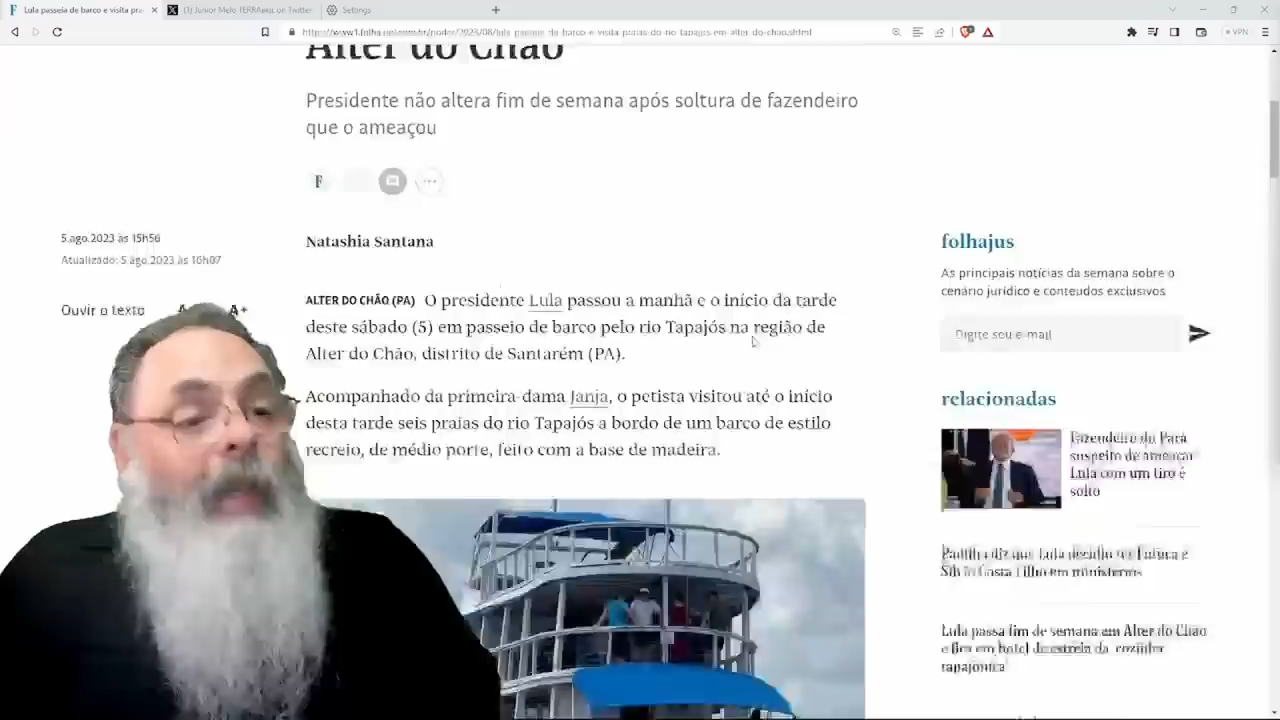 Lula passeia de barco e visita pra
(1) Junior Melo TERRABRASIL on Twitter
Settings
https://www1.folha.uol.com.br/poder/2023/08/lula-passeia-de-barco-e-visita-praias-do-rio-tapajos-em-alter-do-chao.shtml
VPN
Alter do Chão
Presidente não altera fim de semana após soltura de fazendeiro
que o ameaçou
F
5.ago.2023 às 15h56
Atualizado: 5.ago.2023 às 16h07
Ouvir o texto
A+
Natashia Santana
ALTER DO CHÃO (PA) O presidente Lula passou a manhã e o início da tarde
deste sábado (5) em passeio de barco pelo rio Tapajós na região de
Alter do Chão, distrito de Santarém (PA).
Acompanhado da primeira-dama Janja, o petista visitou até o início
desta tarde seis praias do rio Tapajós a bordo de um barco de estilo
recreio, de médio porte, feito com a base de madeira.
folhajus
As principais notícias da semana sobre o
cenário jurídico e conteúdos exclusivos
Digite seu e-mail
relacionadas
Fazendeiro do Pará
suspeito de ameaçar
Lula com um tiro é
solto
Padilha diz que Lula decidiu ter Fufuca e
Silvio Costa Filho em ministérios
Lula passa fim de semana em Alter do Chão
e fica em hotel de estrela da cozinha
tapajônica